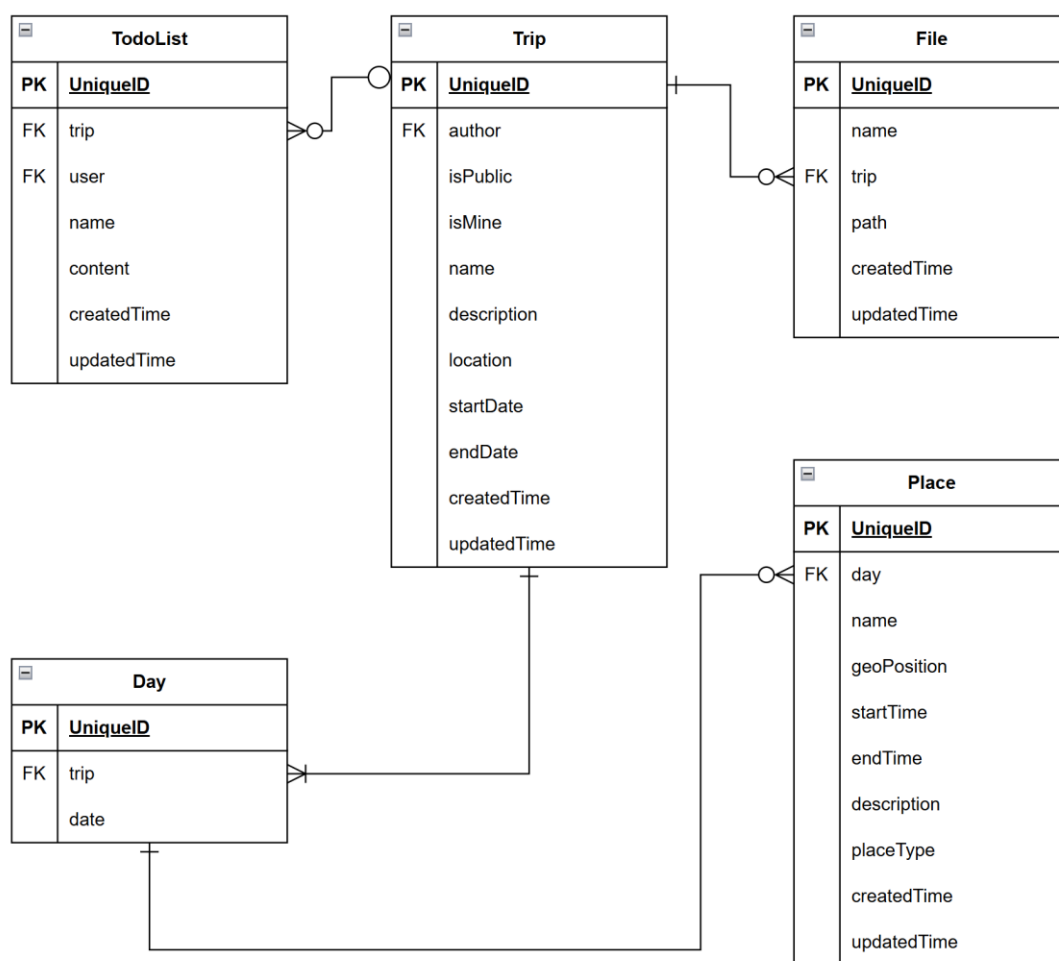 TodoList
PK UniqueID
FK trip
FK user
name
content
createdTime
updatedTime
Trip
PK UniqueID
FK author
isPublic
isMine
name
description
location
startDate
endDate
createdTime
updatedTime
File
PK UniqueID
name
FK trip
path
createdTime
updatedTime
Day
PK UniqueID
FK trip
date
Place
PK UniqueID
FK day
name
geoPosition
startTime
endTime
description
placeType
createdTime
updatedTime